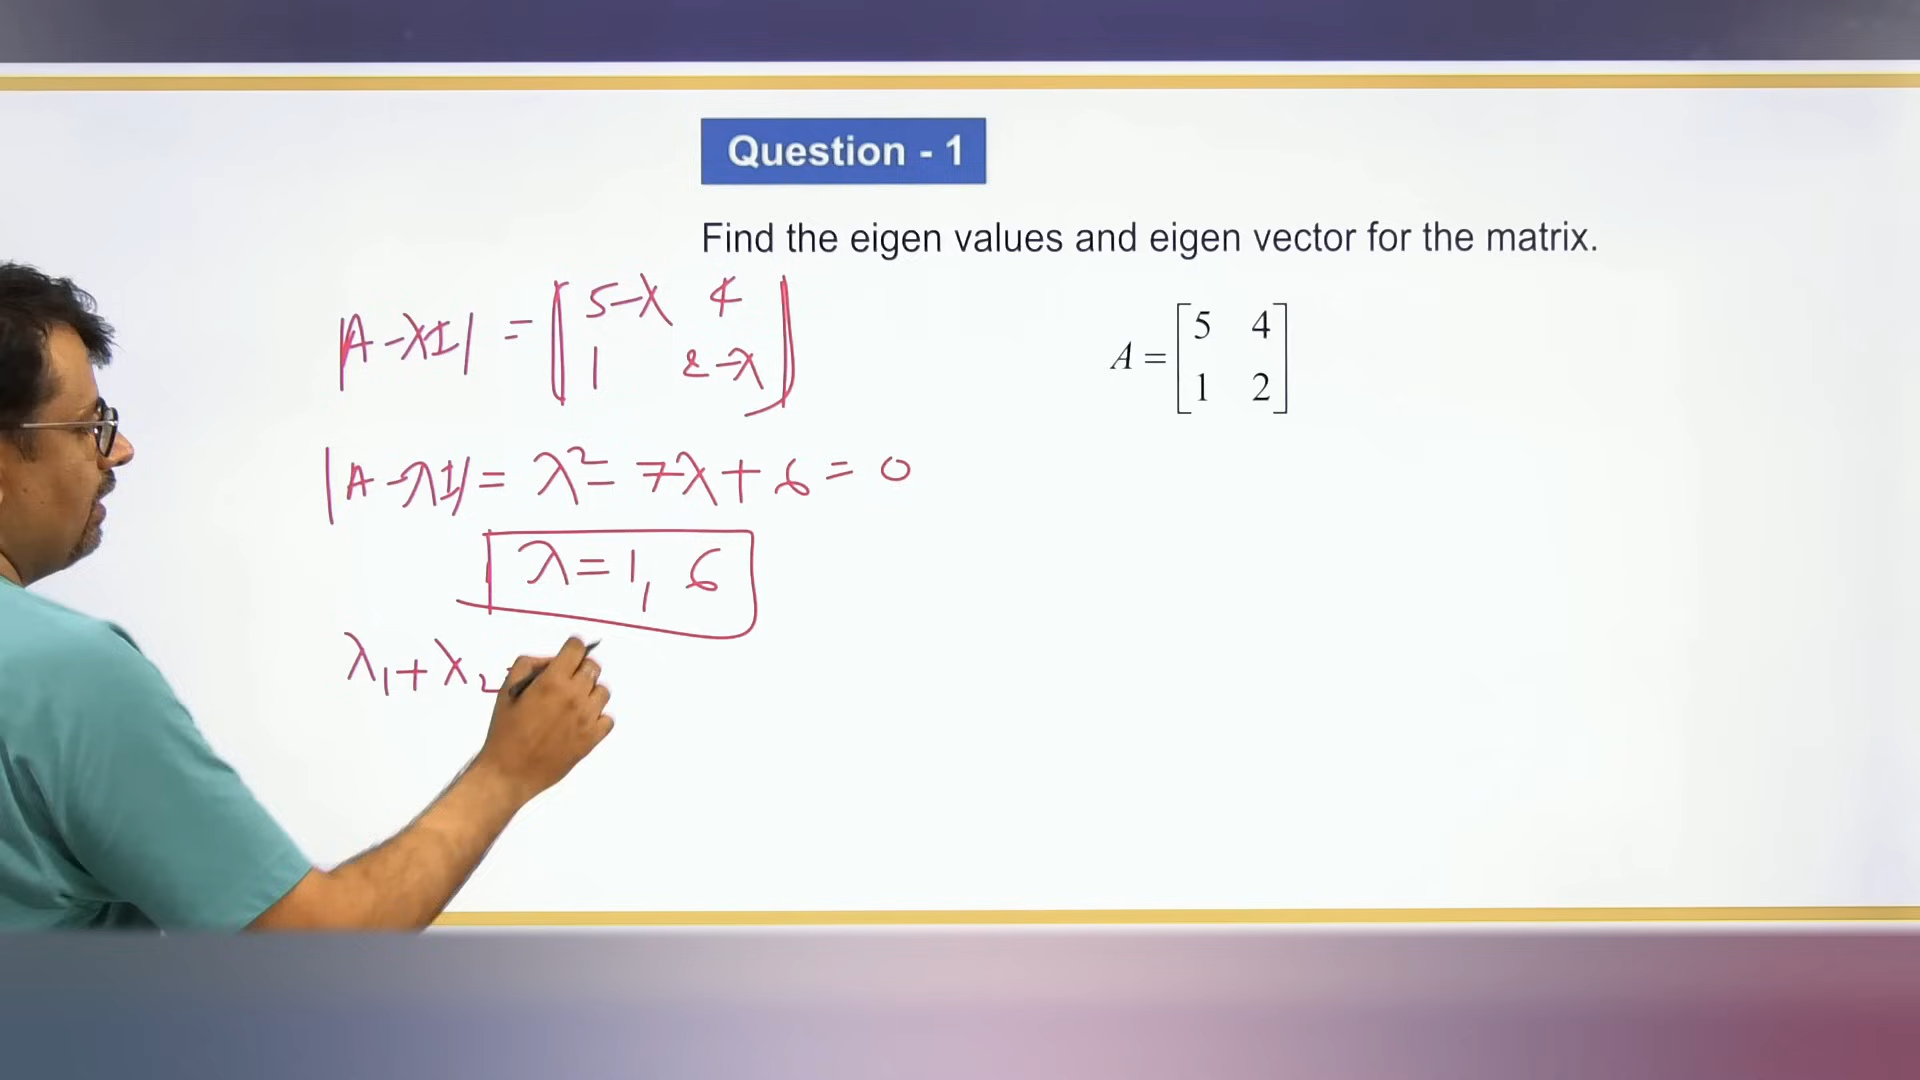 Question - 1
Find the eigen values and eigen vector for the matrix.
|A-λI| = | 5-λ 4 |
| 1 2-λ |
A = [ 5 4 ]
[ 1 2 ]
|A-λI| = λ² - 7λ + 6 = 0
λ = 1, 6
λ₁ + λ₂